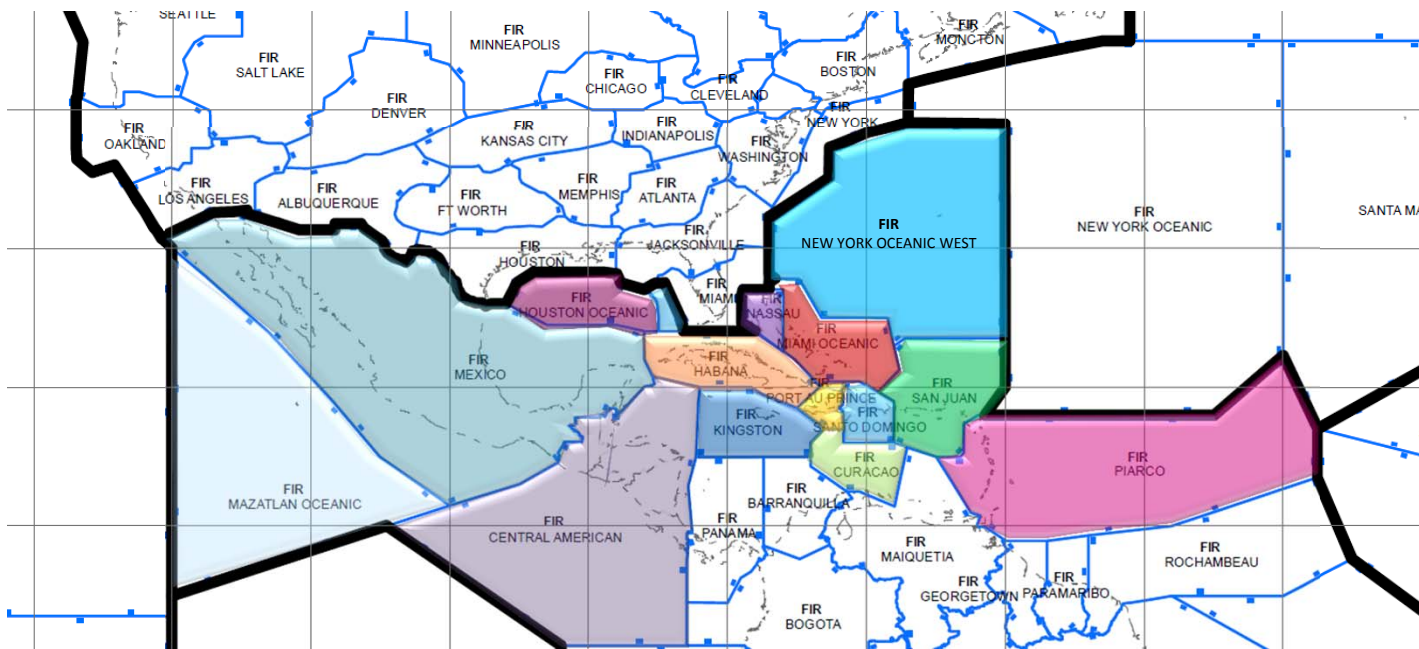 SEATTLE
FIR
MINNEAPOLIS
FIR
MONCTON
FIR
SALT LAKE
FIR
DENVER
FIR
CHICAGO
FIR
CLEVELAND
FIR
BOSTON
FIR
OAKLAND
FIR
KANSAS CITY
FIR
INDIANAPOLIS
FIR
NEW YORK
FIR
WASHINGTON
FIR
LOS ANGELES
FIR
ALBUQUERQUE
FIR
FT WORTH
FIR
MEMPHIS
FIR
ATLANTA
FIR
NEW YORK OCEANIC WEST
FIR
NEW YORK OCEANIC
SANTA MA
FIR
HOUSTON
FIR
JACKSONVILLE
FIR
MIAMI
FIR
HOUSTON OCEANIC
FIR
NASSAU
FIR
MIAMI OCEANIC
FIR
MEXICO
FIR
HABANA
FIR
PORT AU PRINCE
FIR
SAN JUAN
FIR
KINGSTON
FIR
SANTO DOMINGO
FIR
CURACAO
FIR
PIARCO
FIR
MAZATLAN OCEANIC
FIR
CENTRAL AMERICAN
FIR
PANAMA
FIR
BARRANQUILLA
FIR
MAIQUETIA
FIR
ROCHAMBEAU
FIR
GEORGETOWN
FIR
PARAMARIBO
FIR
BOGOTA